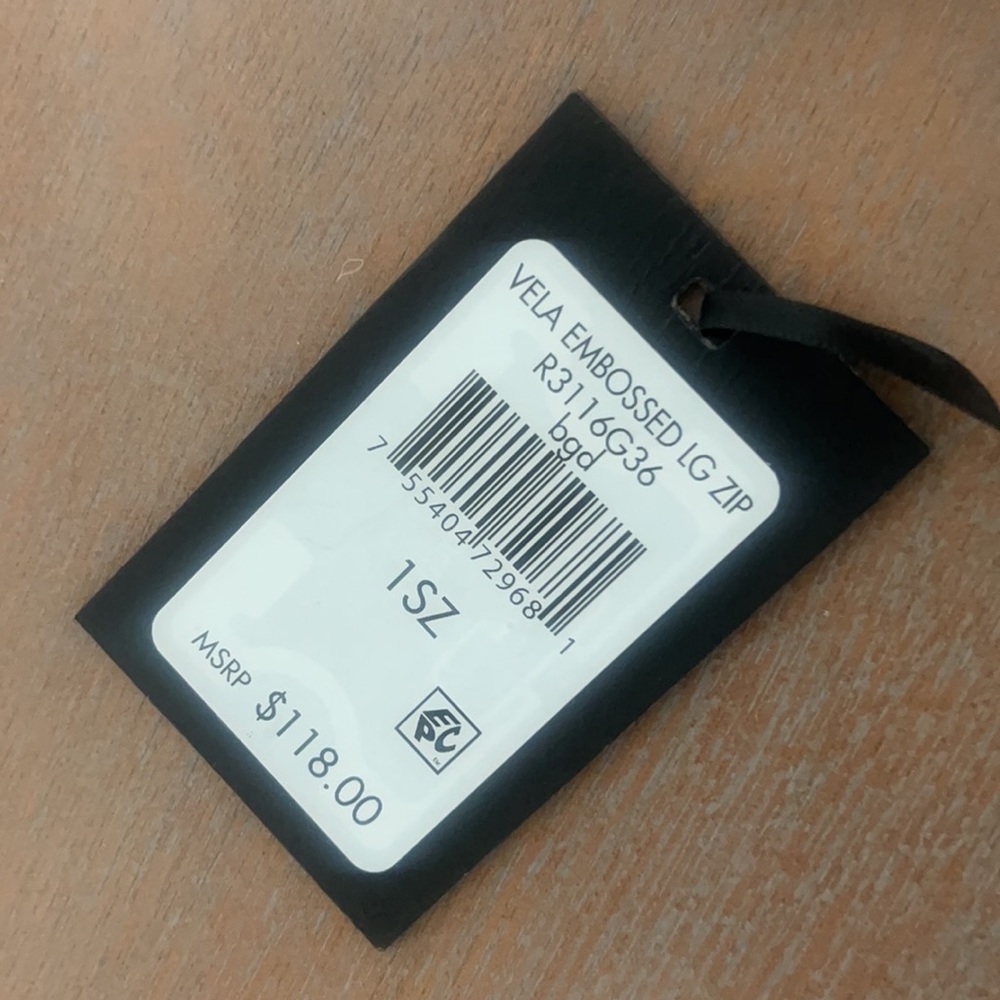 VELA EMBOSSED LG ZIP
R3116G36
bgd
7 55404 72968 1
1SZ
EPC
MSRP $118.00